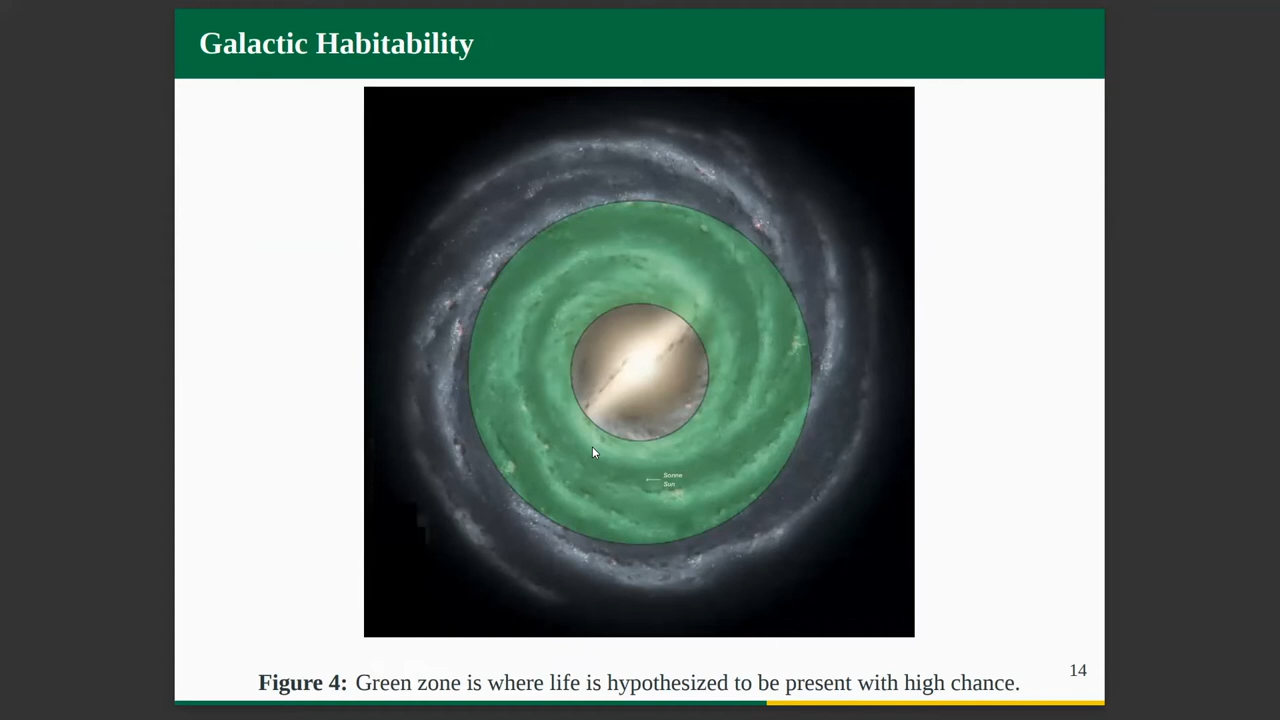 Galactic Habitability
← Sonne
Sun
14
Figure 4: Green zone is where life is hypothesized to be present with high chance.